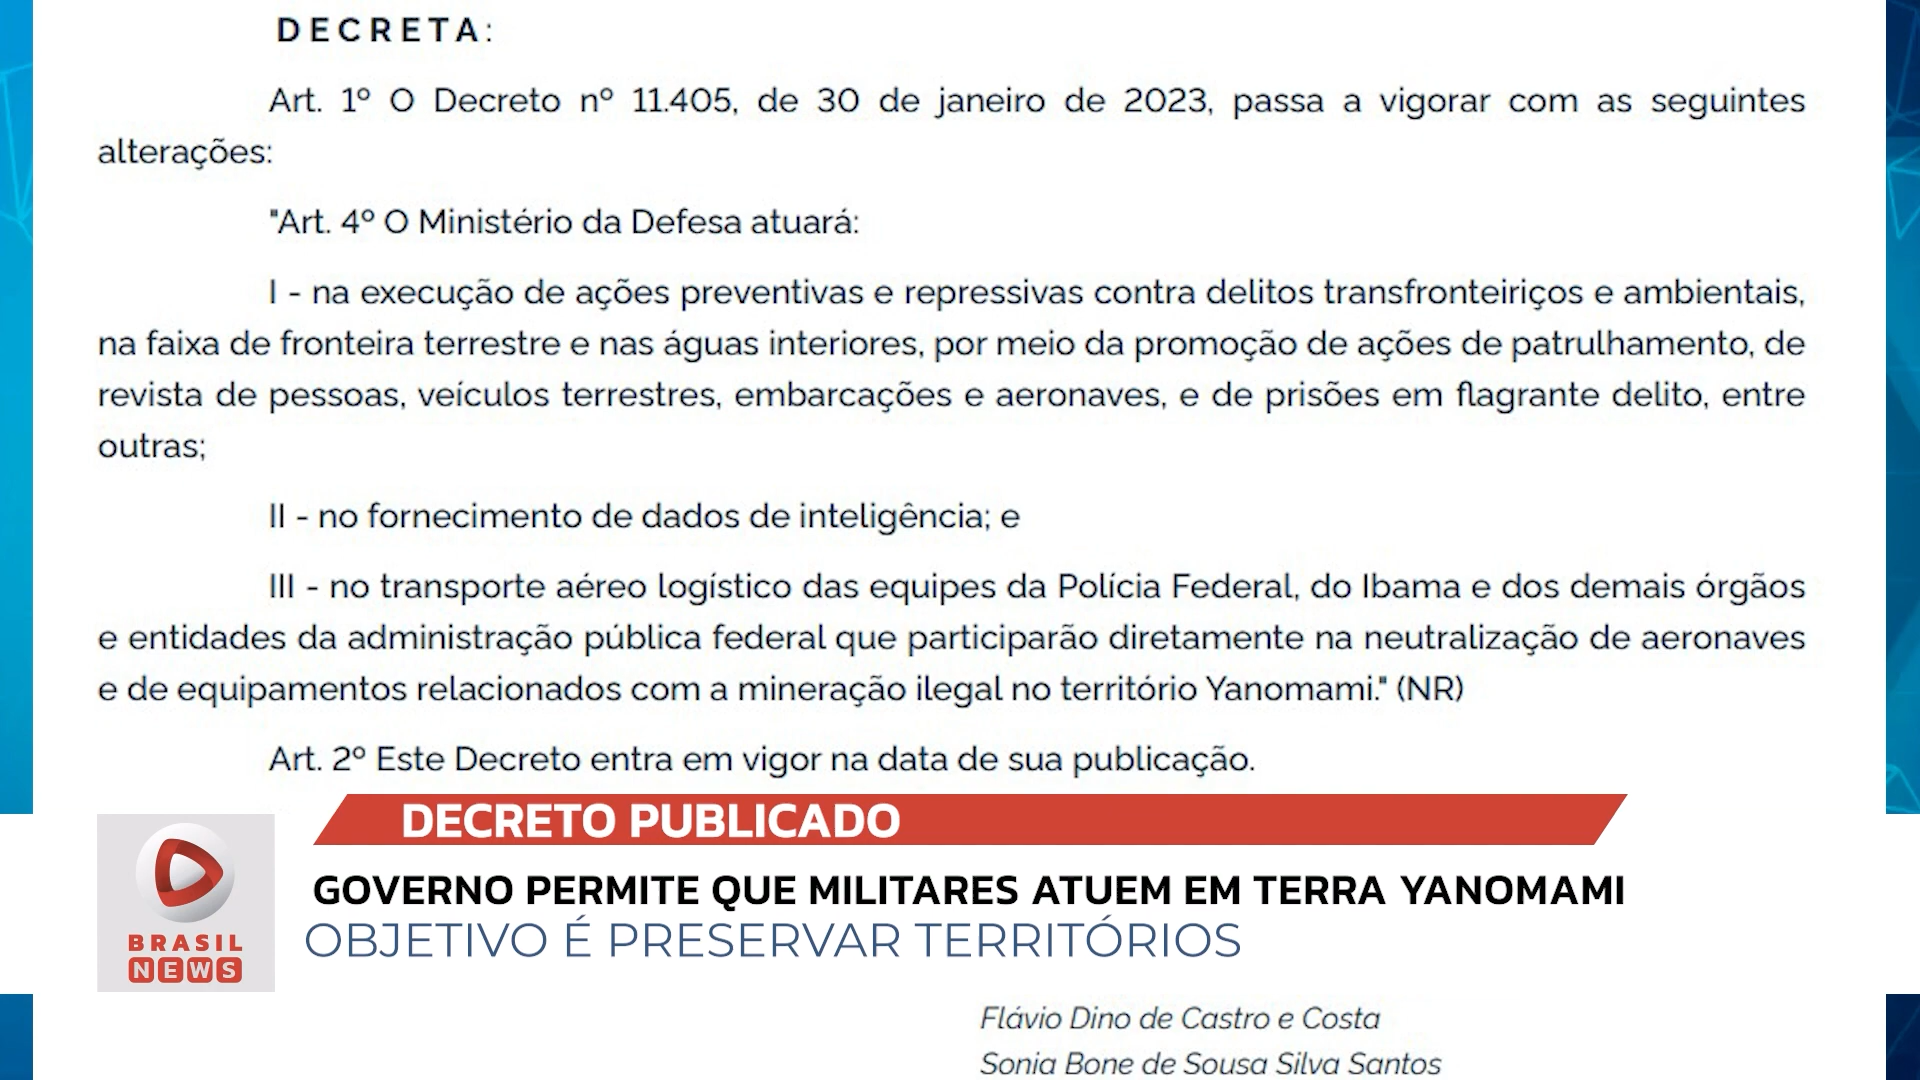 DECRETA:
Art. 1º O Decreto nº 11.405, de 30 de janeiro de 2023, passa a vigorar com as seguintes
alterações:
"Art. 4º O Ministério da Defesa atuará:
I - na execução de ações preventivas e repressivas contra delitos transfronteiriços e ambientais,
na faixa de fronteira terrestre e nas águas interiores, por meio da promoção de ações de patrulhamento, de
revista de pessoas, veículos terrestres, embarcações e aeronaves, e de prisões em flagrante delito, entre
outras;
II - no fornecimento de dados de inteligência; e
III - no transporte aéreo logístico das equipes da Polícia Federal, do Ibama e dos demais órgãos
e entidades da administração pública federal que participarão diretamente na neutralização de aeronaves
e de equipamentos relacionados com a mineração ilegal no território Yanomami." (NR)
Art. 2º Este Decreto entra em vigor na data de sua publicação.
DECRETO PUBLICADO
GOVERNO PERMITE QUE MILITARES ATUEM EM TERRA YANOMAMI
OBJETIVO É PRESERVAR TERRITÓRIOS
BRASIL
NEWS
Flávio Dino de Castro e Costa
Sonia Bone de Sousa Silva Santos